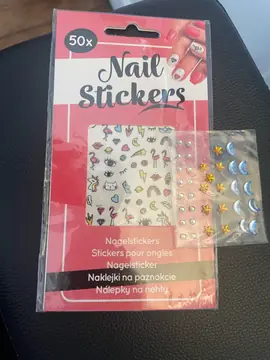 50x
Nail
Stickers
Nagelstickers
Stickers pour ongles
Nagelsticker
Naklejki na paznokcie
Nálepky na nehty